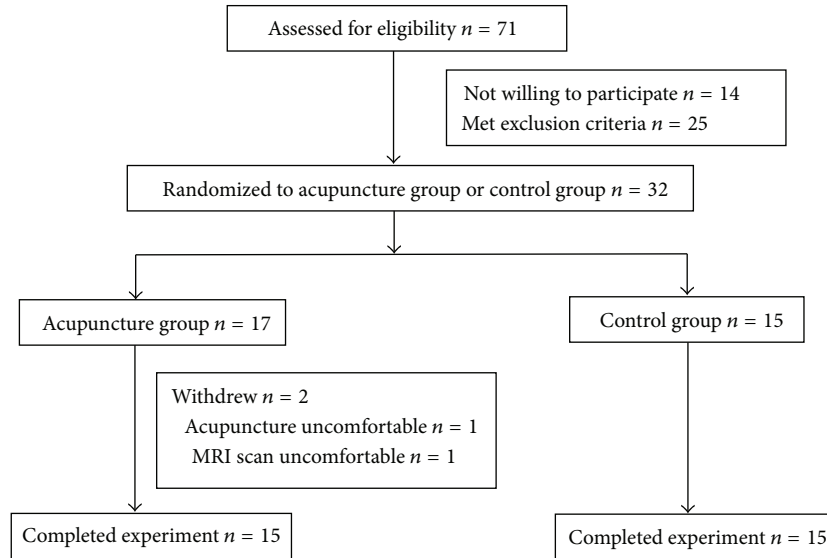 Assessed for eligibility n = 71
Not willing to participate n = 14
Met exclusion criteria n = 25
Randomized to acupuncture group or control group n = 32
Acupuncture group n = 17
Control group n = 15
Withdrew n = 2
Acupuncture uncomfortable n = 1
MRI scan uncomfortable n = 1
Completed experiment n = 15
Completed experiment n = 15